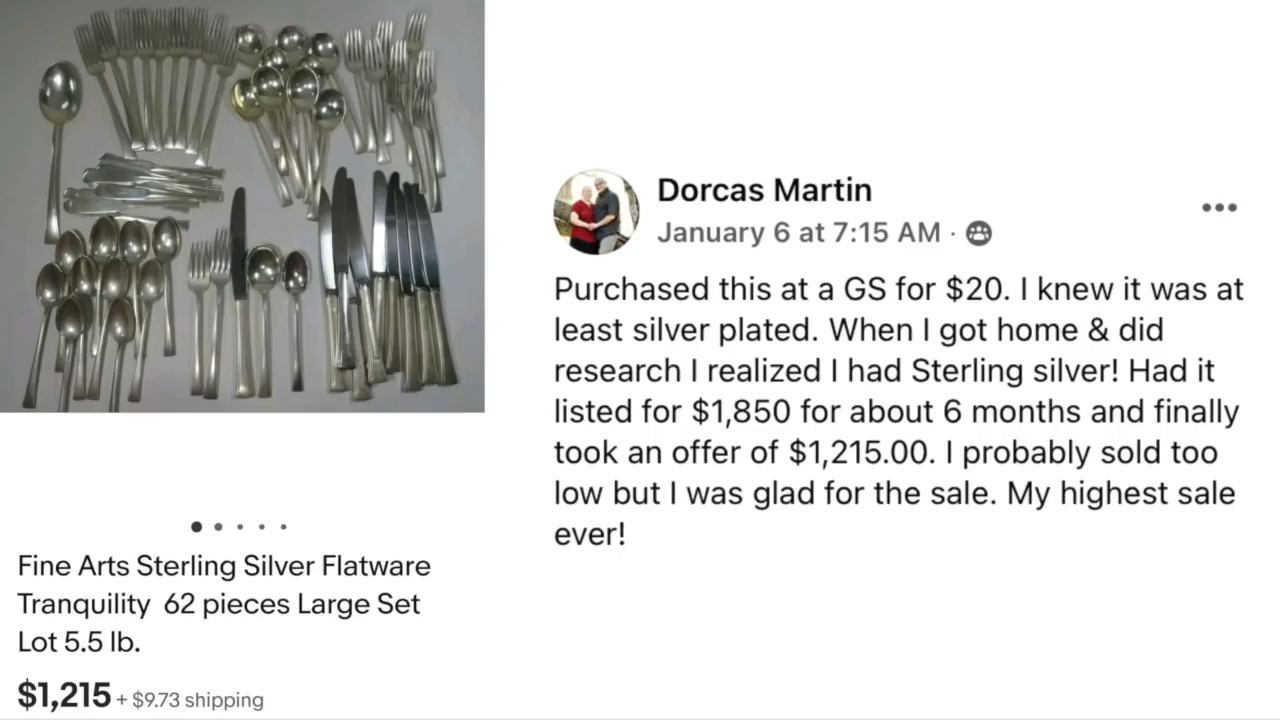 Fine Arts Sterling Silver Flatware
Tranquility 62 pieces Large Set
Lot 5.5 lb.
$1,215 + $9.73 shipping
Dorcas Martin
January 6 at 7:15 AM ·
Purchased this at a GS for $20. I knew it was at
least silver plated. When I got home & did
research I realized I had Sterling silver! Had it
listed for $1,850 for about 6 months and finally
took an offer of $1,215.00. I probably sold too
low but I was glad for the sale. My highest sale
ever!